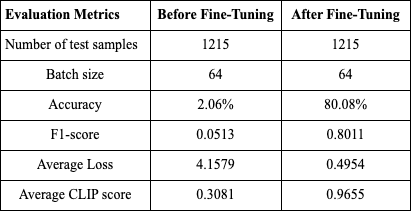 Evaluation Metrics Before Fine-Tuning After Fine-Tuning
Number of test samples 1215 1215
Batch size 64 64
Accuracy 2.06% 80.08%
F1-score 0.0513 0.8011
Average Loss 4.1579 0.4954
Average CLIP score 0.3081 0.9655